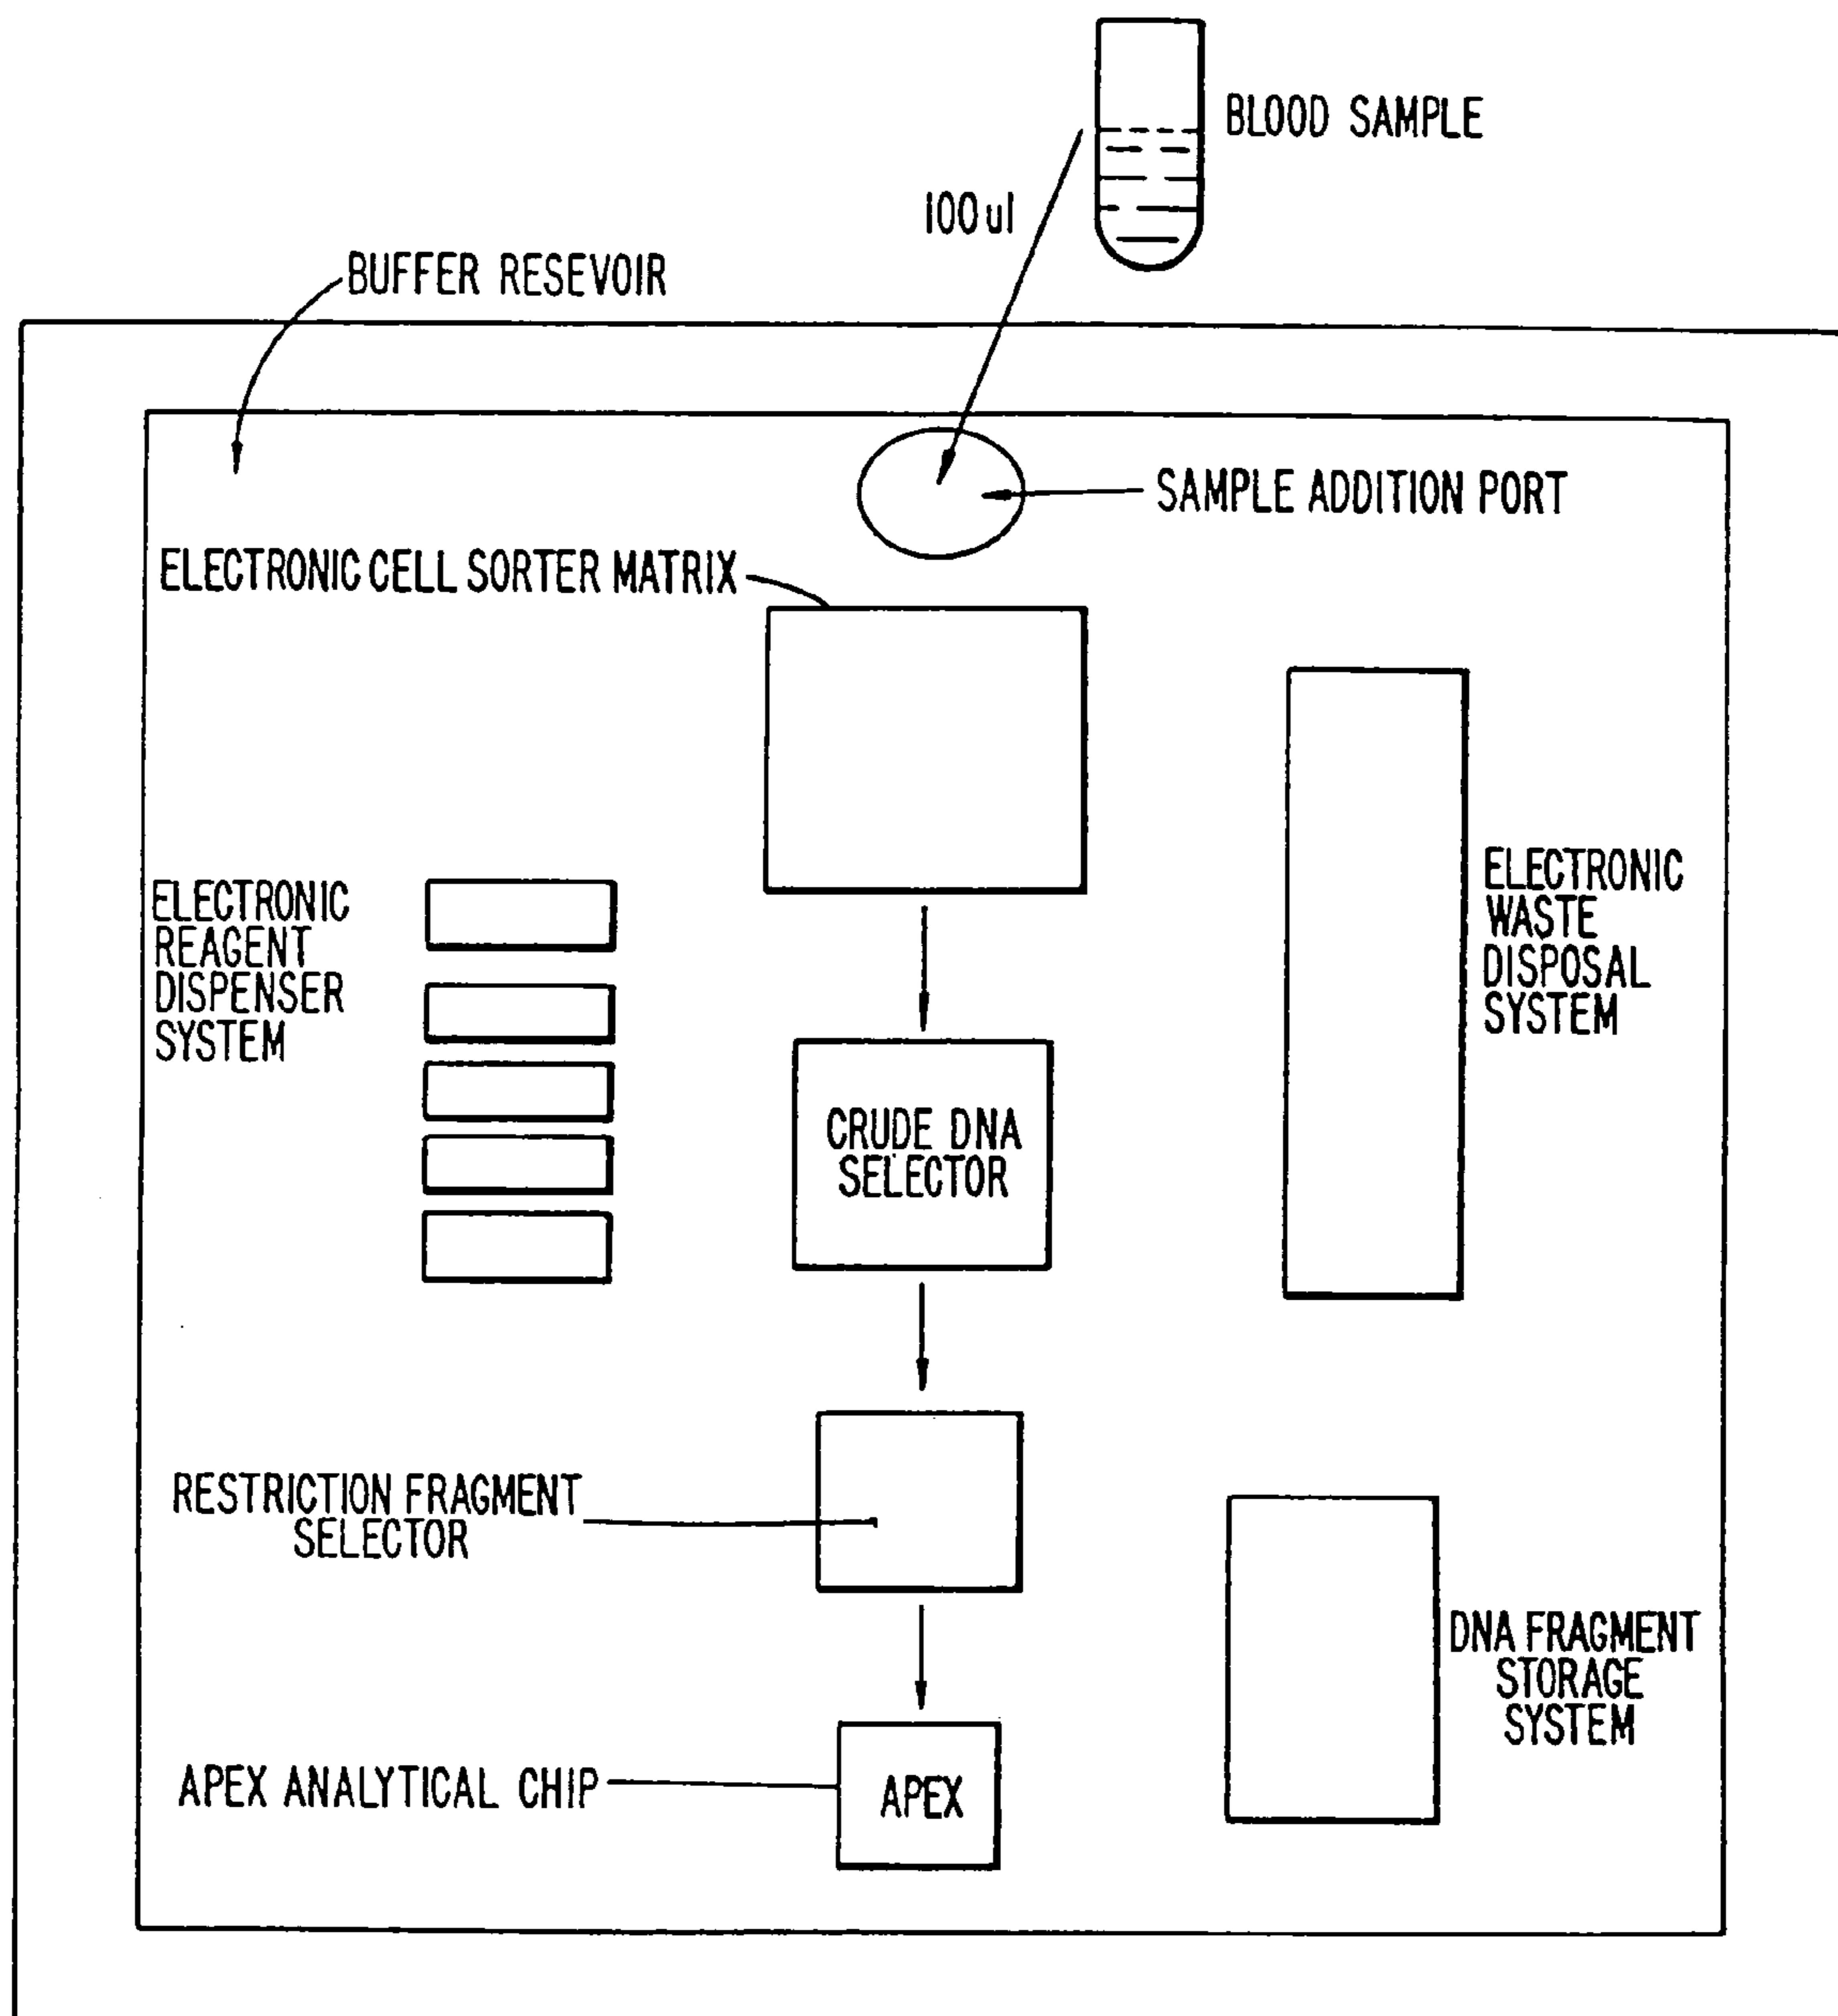 BLOOD SAMPLE
100ul
BUFFER RESEVOIR
SAMPLE ADDITION PORT
ELECTRONIC CELL SORTER MATRIX
ELECTRONIC
REAGENT
DISPENSER
SYSTEM
ELECTRONIC
WASTE
DISPOSAL
SYSTEM
CRUDE DNA
SELECTOR
RESTRICTION FRAGMENT
SELECTOR
DNA FRAGMENT
STORAGE
SYSTEM
APEX ANALYTICAL CHIP
APEX